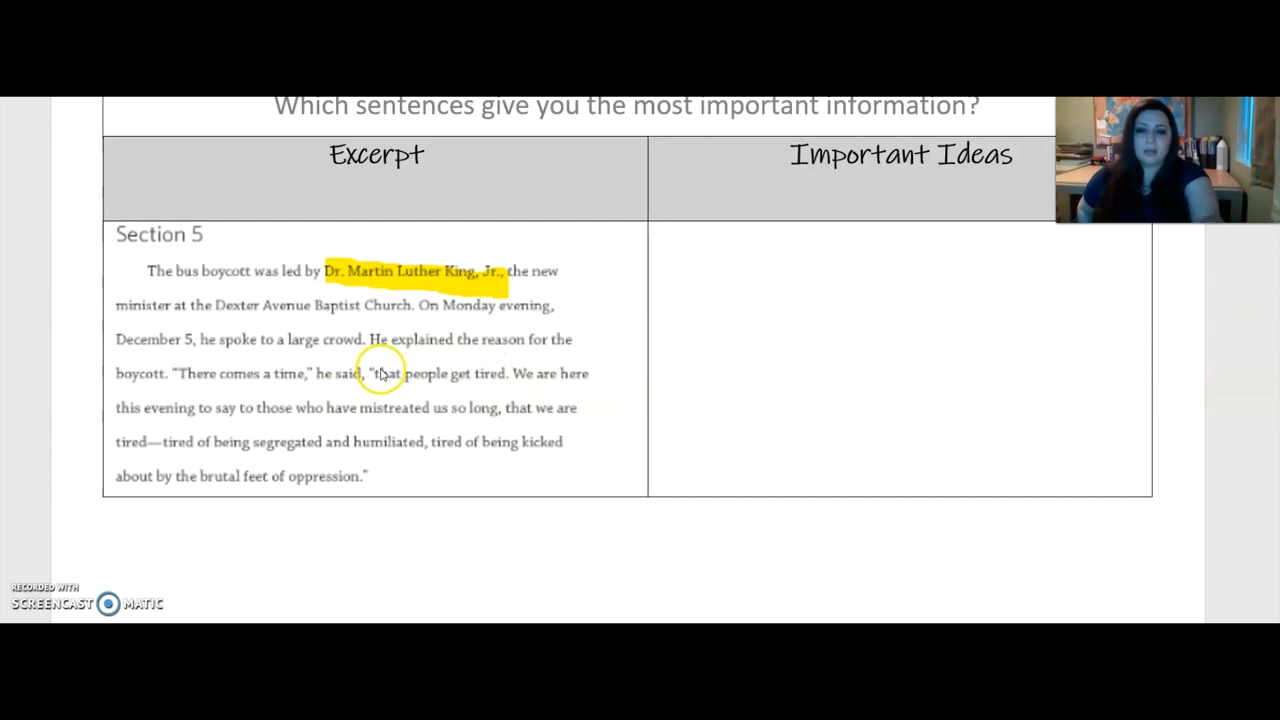 Which sentences give you the most important information?
Excerpt
Important Ideas
Section 5
The bus boycott was led by Dr. Martin Luther King, Jr., the new
minister at the Dexter Avenue Baptist Church. On Monday evening,
December 5, he spoke to a large crowd. He explained the reason for the
boycott. "There comes a time," he said, "that people get tired. We are here
this evening to say to those who have mistreated us so long, that we are
tired—tired of being segregated and humiliated, tired of being kicked
about by the brutal feet of oppression."
RECORDED WITH
SCREENCAST MATIC